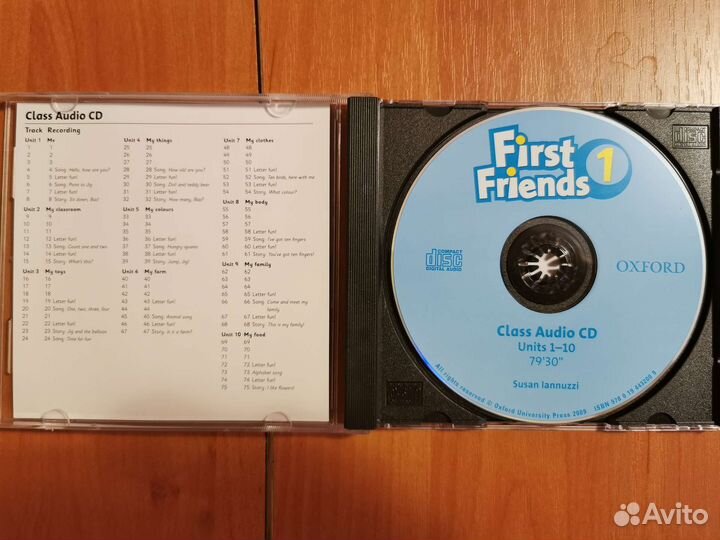 Class Audio CD
Track Recording
Unit 1 Me
1 1
2 2
3 3
4 4 Song: Hello, how are you?
5 5 Letter fun!
6 6 Song: Point to Jig
7 7 Letter fun!
8 8 Story: Sit down, Baz!
Unit 2 My classroom
9 9
10 10
11 11
12 12 Letter fun!
13 13 Song: Count one and two
14 14 Letter fun!
15 15 Story: What's this?
Unit 3 My toys
16 16
17 17
18 18
19 19 Letter fun!
20 20 Song: One, two, three, four
21 21
22 22 Letter fun!
23 23 Story: Jig and the balloon
24 24 Song: Time for fun
Unit 4 My things
25 25
26 26
27 27
28 28 Song: How old are you?
29 29 Letter fun!
30 30 Song: Doll and teddy bear
31 31 Letter fun!
32 32 Story: How many, Baz?
Unit 5 My colours
33 33
34 34
35 35
36 36 Letter fun!
37 37 Song: Hungry iguana
38 38 Letter fun!
39 39 Story: Jump, Jig!
Unit 6 My farm
40 40
41 41
42 42
43 43 Letter fun!
44 44
45 45 Song: Animal song
46 46 Letter fun!
47 47 Story: Is it a farm?
Unit 7 My clothes
48 48
49 49
50 50
51 51 Letter fun!
52 52 Song: Ten birds, here with me
53 53 Letter fun!
54 54 Story: What colour?
Unit 8 My body
55 55
56 56
57 57
58 58 Letter fun!
59 59 Song: I've got ten fingers
60 60 Letter fun!
61 61 Story: You've got ten fingers!
Unit 9 My family
62 62
63 63
64 64
65 65 Letter fun!
66 66 Song: Come and meet my
family
67 67 Letter fun!
68 68 Story: This is my family!
Unit 10 My food
69 69
70 70
71 71
72 72 Letter fun!
73 73 Alphabet song
74 74 Letter fun!
75 75 Story: I like flowers!
First
Friends 1
COMPACT
disc
DIGITAL AUDIO
OXFORD
Class Audio CD
Units 1–10
79'30"
Susan Iannuzzi
All rights reserved © Oxford University Press 2009 ISBN 978 0 19 443200 9
disc
Avito